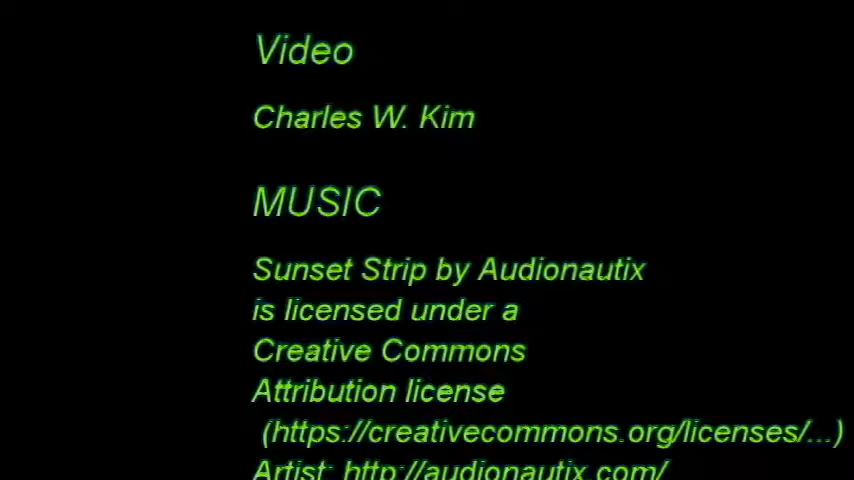 Video
Charles W. Kim
MUSIC
Sunset Strip by Audionautix
is licensed under a
Creative Commons
Attribution license
(https://creativecommons.org/licenses/...)
Artist: http://audionautix.com/